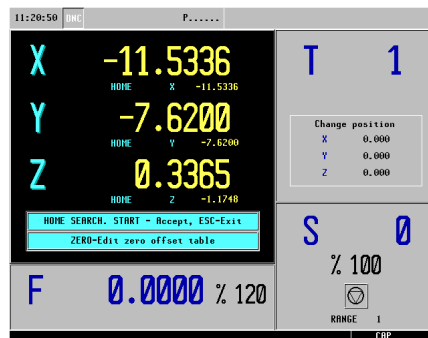 11:20:50 DNC P......
X -11.5336
HOME X -11.5336
Y -7.6200
HOME Y -7.6200
Z 0.3365
HOME Z -1.1748
HOME SEARCH. START - Accept, ESC-Exit
ZERO-Edit zero offset table
F 0.0000 % 120
T 1
Change position
X 0.000
Y 0.000
Z 0.000
S 0
% 100
RANGE 1
CAP